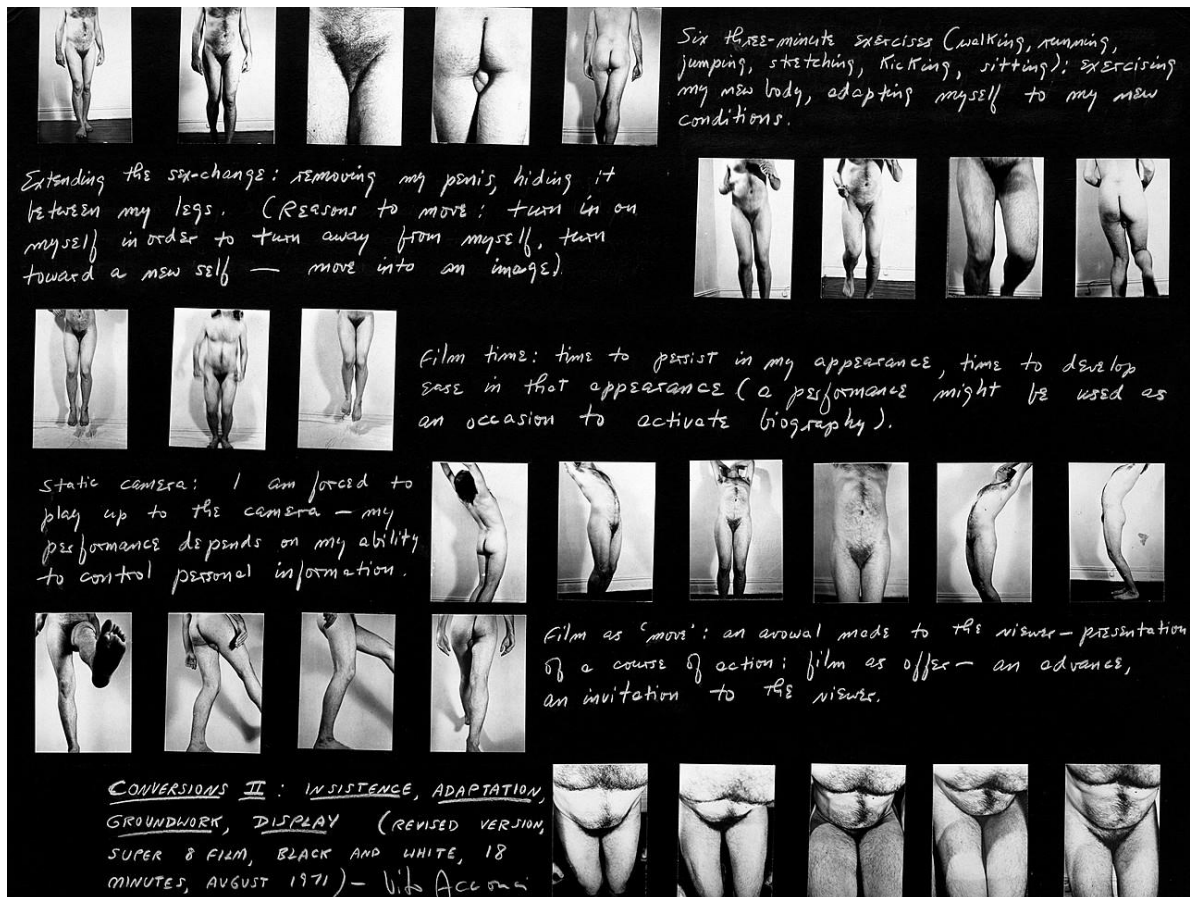 Six three-minute exercises (walking, running,
jumping, stretching, kicking, sitting): exercising
my new body, adapting myself to my new
conditions.
Extending the sex-change: removing my penis, hiding it
between my legs. (Reasons to move: turn in on
myself in order to turn away from myself, turn
toward a new self — move into an image).
Film time: time to persist in my appearance, time to develop
ease in that appearance (a performance might be used as
an occasion to activate biography).
Static camera: I am forced to
play up to the camera — my
performance depends on my ability
to control personal information.
Film as 'move': an avowal made to the viewer — presentation
of a course of action: film as offer — an advance,
an invitation to the viewer.
CONVERSIONS II: INSISTENCE, ADAPTATION,
GROUNDWORK, DISPLAY (REVISED VERSION,
SUPER 8 FILM, BLACK AND WHITE, 18
MINUTES, AUGUST 1971) — Vito Acconci